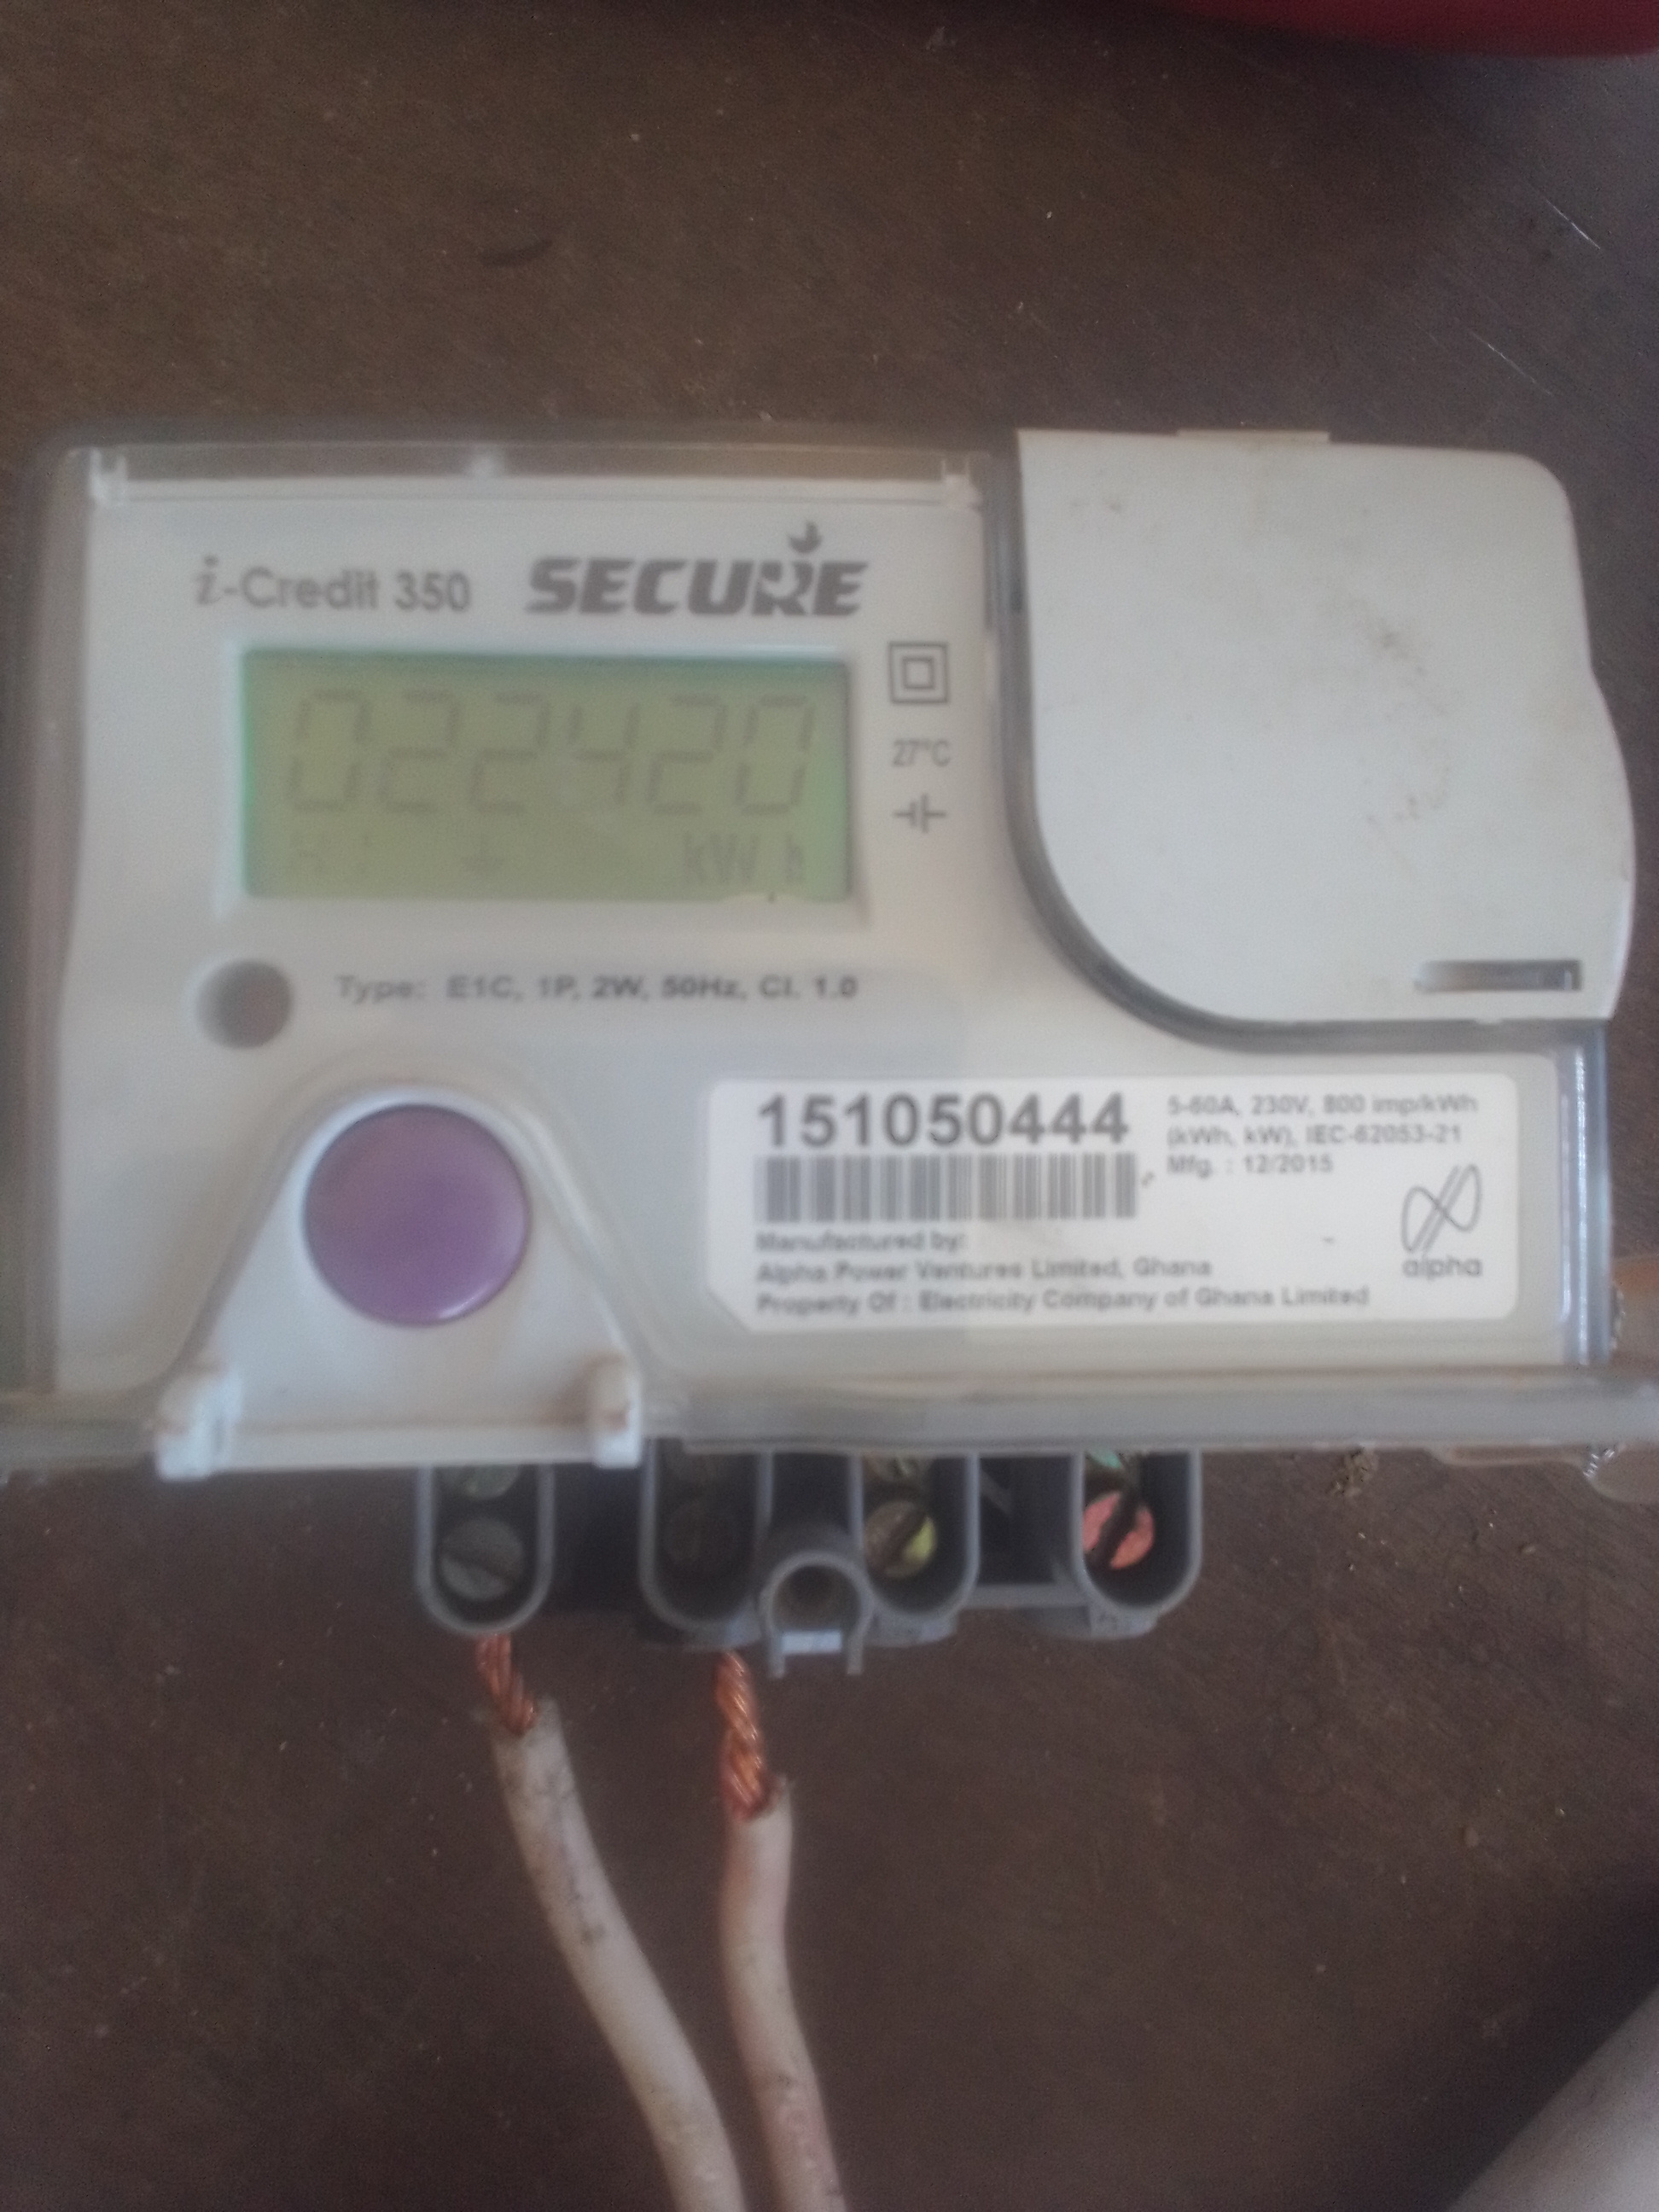 i-Credit 350 SECURE
022420
kWh
27°C
Type: E1C, 1P, 2W, 50Hz, Cl. 1.0
151050444
5-60A, 230V, 800 imp/kWh
(kWh, kW), IEC-62053-21
Mfg. : 12/2015
Manufactured by:
Alpha Power Ventures Limited, Ghana
Property Of : Electricity Company of Ghana Limited
alpha